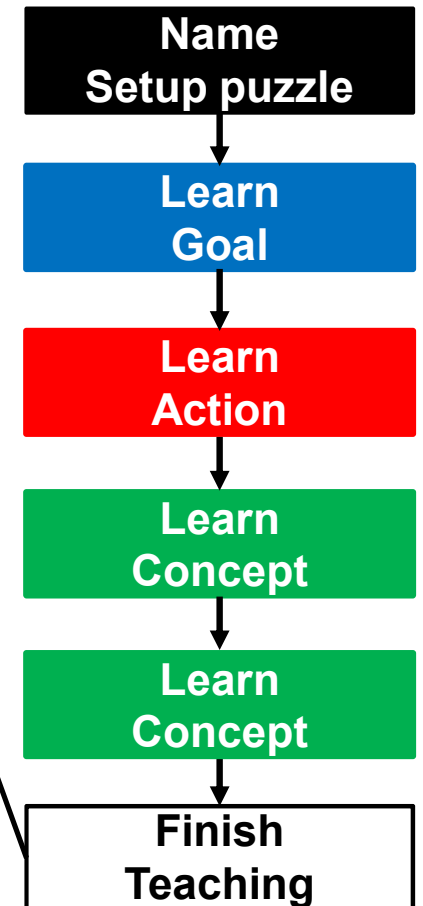 Name
Setup puzzle
Learn
Goal
Learn
Action
Learn
Concept
Learn
Concept
Finish
Teaching